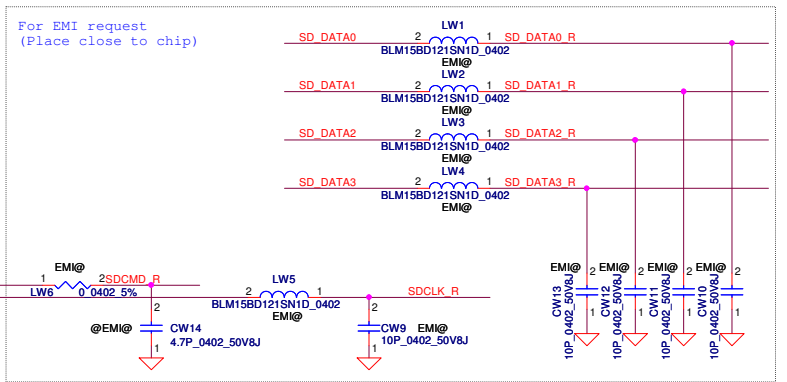 For EMI request
(Place close to chip)
LW1
SD_DATA0 2 1 SD_DATA0_R
BLM15BD121SN1D_0402
EMI@
LW2
SD_DATA1 2 1 SD_DATA1_R
BLM15BD121SN1D_0402
EMI@
LW3
SD_DATA2 2 1 SD_DATA2_R
BLM15BD121SN1D_0402
EMI@
LW4
SD_DATA3 2 1 SD_DATA3_R
BLM15BD121SN1D_0402
EMI@
EMI@
1 2 SDCMD_R
LW6 0_0402_5%
LW5
2 1 SDCLK_R
BLM15BD121SN1D_0402
EMI@
2
@EMI@ CW14
1 4.7P_0402_50V8J
2
CW9 EMI@
10P_0402_50V8J
1
EMI@ 2
CW13
10P_0402_50V8J
1
EMI@ 2
CW12
10P_0402_50V8J
1
EMI@ 2
CW11
10P_0402_50V8J
1
EMI@ 2
CW10
10P_0402_50V8J
1